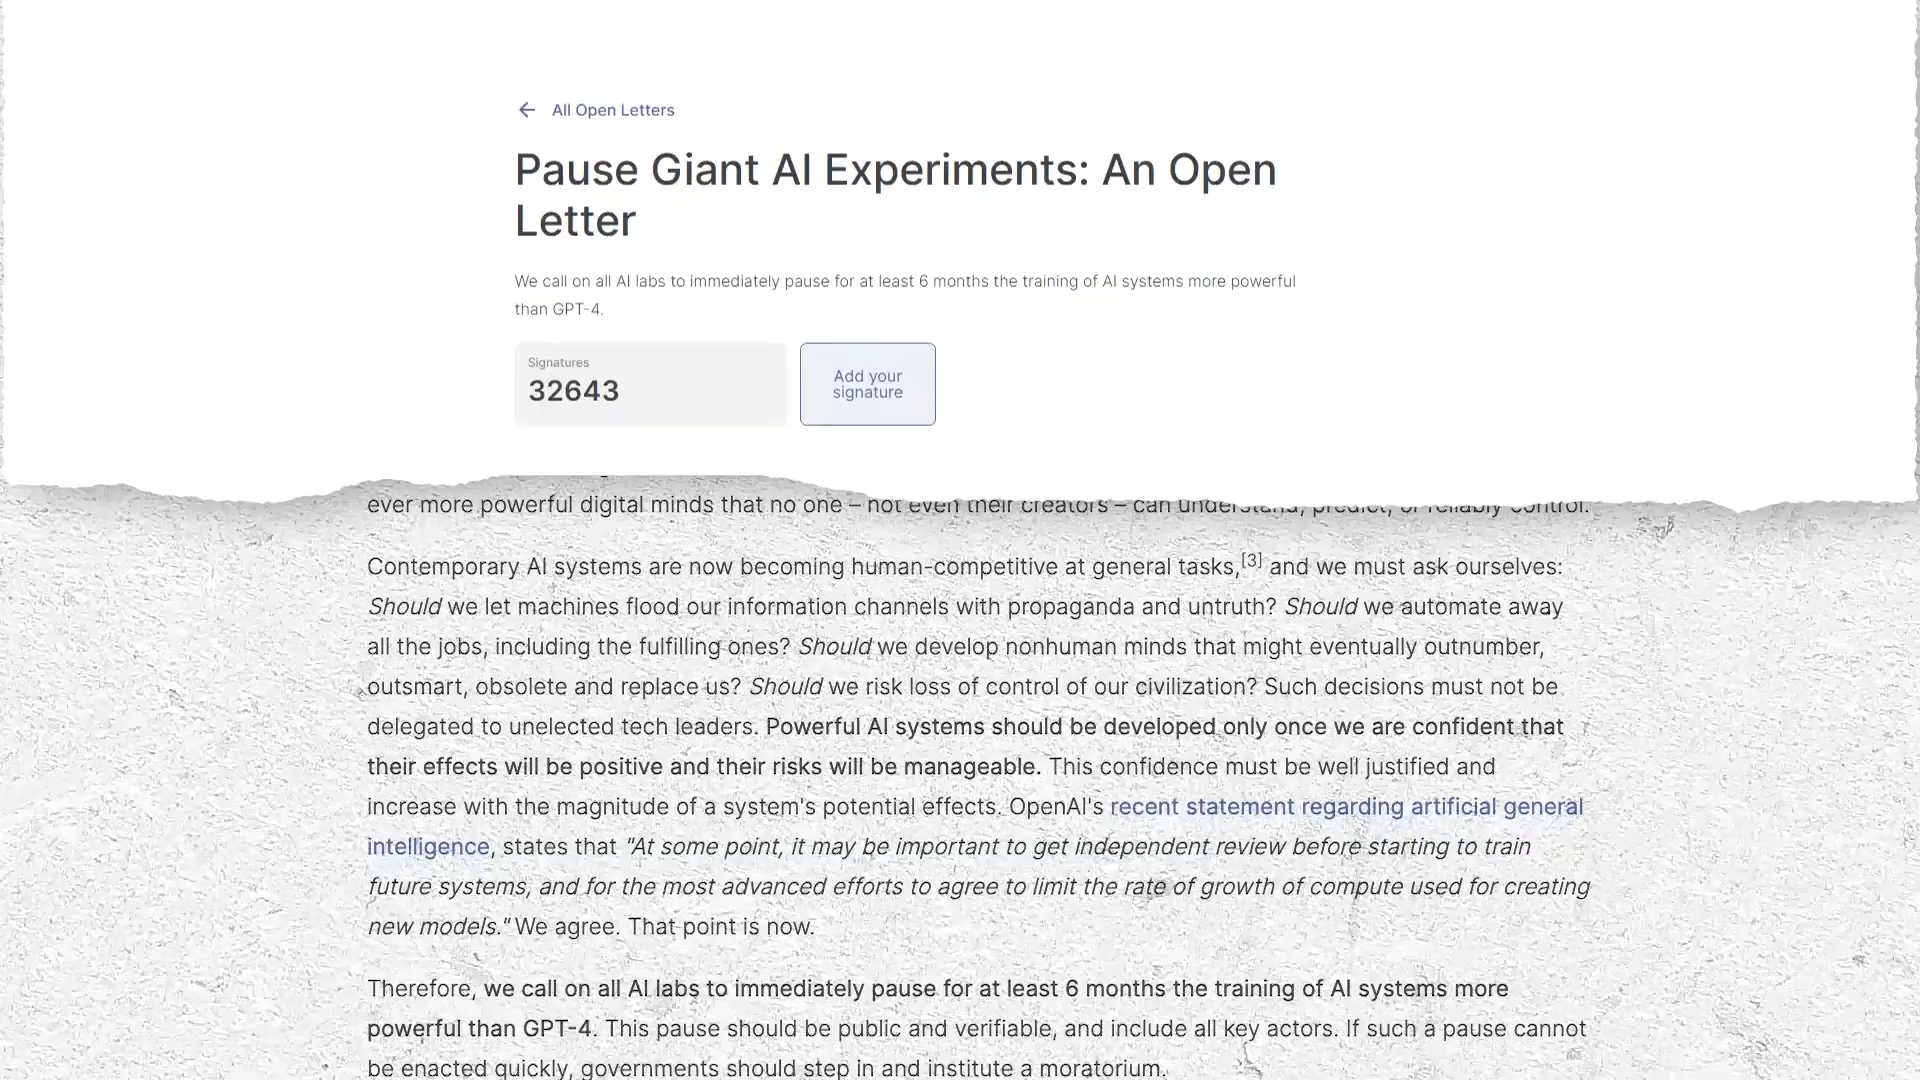 ← All Open Letters
Pause Giant AI Experiments: An Open
Letter
We call on all AI labs to immediately pause for at least 6 months the training of AI systems more powerful
than GPT-4.
Signatures
32643
Add your
signature
ever more powerful digital minds that no one – not even their creators – can understand, predict, or reliably control.
Contemporary AI systems are now becoming human-competitive at general tasks,[3] and we must ask ourselves:
Should we let machines flood our information channels with propaganda and untruth? Should we automate away
all the jobs, including the fulfilling ones? Should we develop nonhuman minds that might eventually outnumber,
outsmart, obsolete and replace us? Should we risk loss of control of our civilization? Such decisions must not be
delegated to unelected tech leaders. Powerful AI systems should be developed only once we are confident that
their effects will be positive and their risks will be manageable. This confidence must be well justified and
increase with the magnitude of a system's potential effects. OpenAI's recent statement regarding artificial general
intelligence, states that "At some point, it may be important to get independent review before starting to train
future systems, and for the most advanced efforts to agree to limit the rate of growth of compute used for creating
new models." We agree. That point is now.
Therefore, we call on all AI labs to immediately pause for at least 6 months the training of AI systems more
powerful than GPT-4. This pause should be public and verifiable, and include all key actors. If such a pause cannot
be enacted quickly, governments should step in and institute a moratorium.